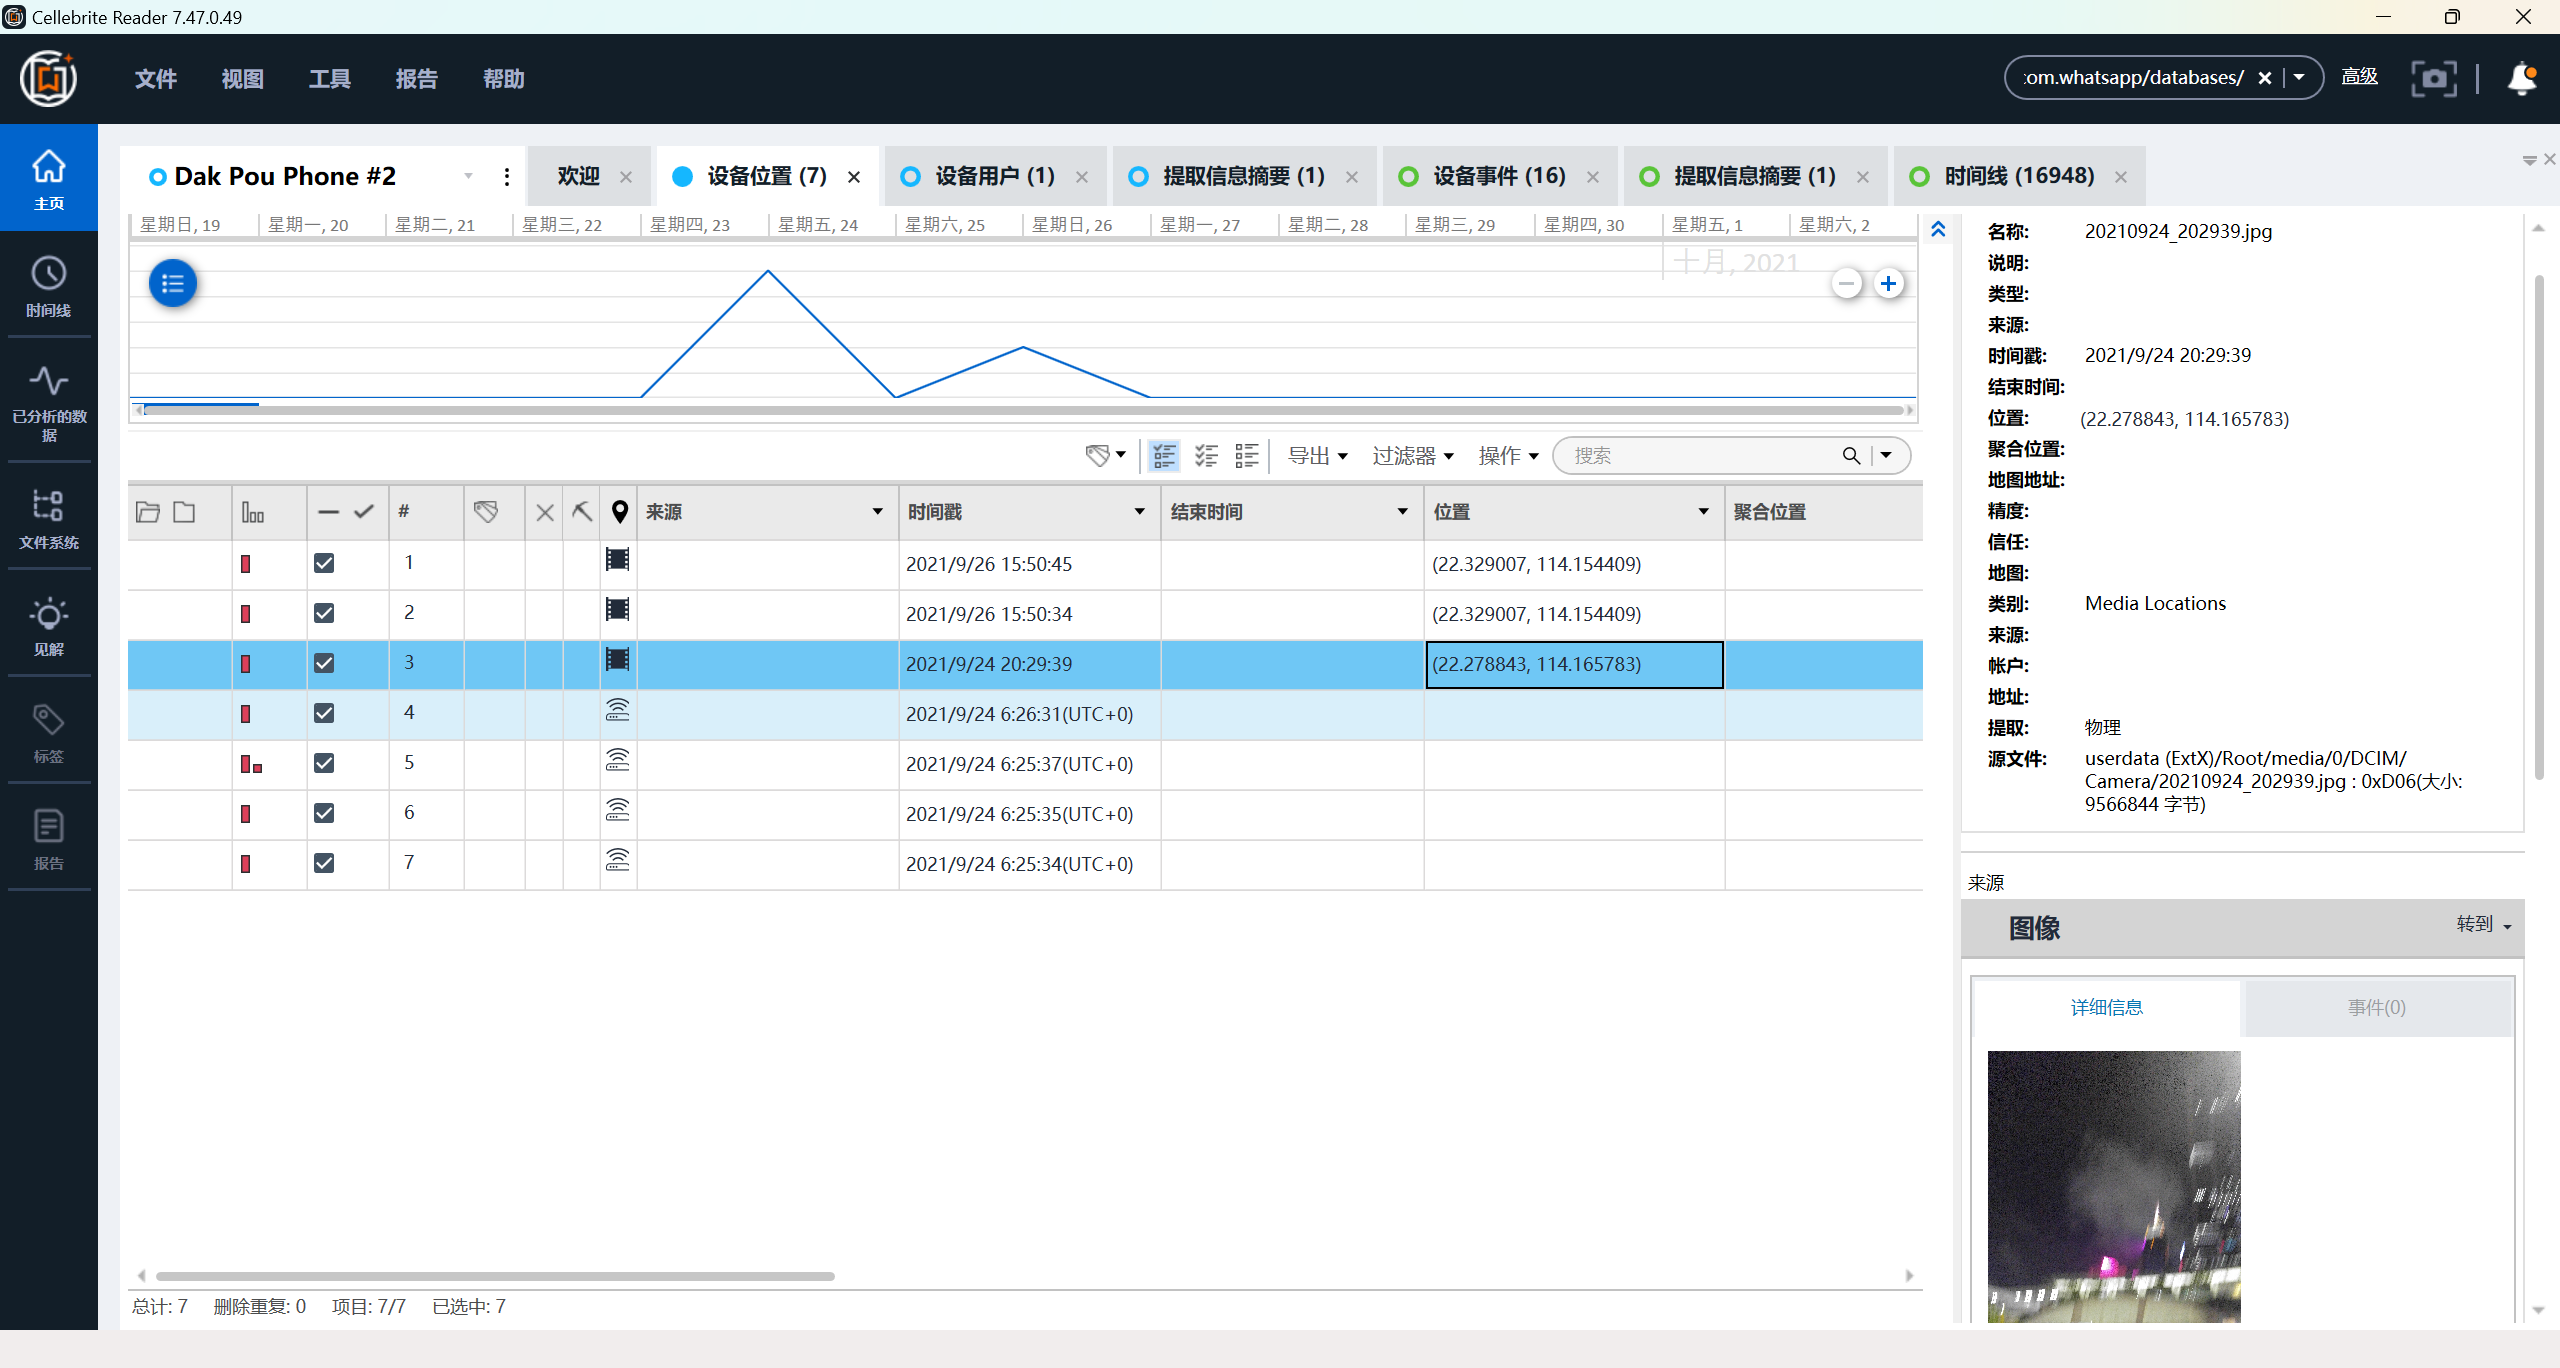 Cellebrite Reader 7.47.0.49
文件 视图 工具 报告 帮助
com.whatsapp/databases/ 高级
主页
时间线
已分析的数据
文件系统
见解
标签
报告
Dak Pou Phone #2
欢迎 设备位置 (7) 设备用户 (1) 提取信息摘要 (1) 设备事件 (16) 提取信息摘要 (1) 时间线 (16948)
星期日, 19 星期一, 20 星期二, 21 星期三, 22 星期四, 23 星期五, 24 星期六, 25 星期日, 26 星期一, 27 星期二, 28 星期三, 29 星期四, 30 星期五, 1 星期六, 2
十月, 2021
导出 过滤器 操作 搜索
# 来源 时间戳 结束时间 位置 聚合位置
1 2021/9/26 15:50:45 (22.329007, 114.154409)
2 2021/9/26 15:50:34 (22.329007, 114.154409)
3 2021/9/24 20:29:39 (22.278843, 114.165783)
4 2021/9/24 6:26:31(UTC+0)
5 2021/9/24 6:25:37(UTC+0)
6 2021/9/24 6:25:35(UTC+0)
7 2021/9/24 6:25:34(UTC+0)
总计: 7 删除重复: 0 项目: 7/7 已选中: 7
名称: 20210924_202939.jpg
说明:
类型:
来源:
时间戳: 2021/9/24 20:29:39
结束时间:
位置: (22.278843, 114.165783)
聚合位置:
地图地址:
精度:
信任:
地图:
类别: Media Locations
来源:
帐户:
地址:
提取: 物理
源文件: userdata (ExtX)/Root/media/0/DCIM/
Camera/20210924_202939.jpg : 0xD06(大小:
9566844 字节)
来源
图像 转到
详细信息 事件(0)